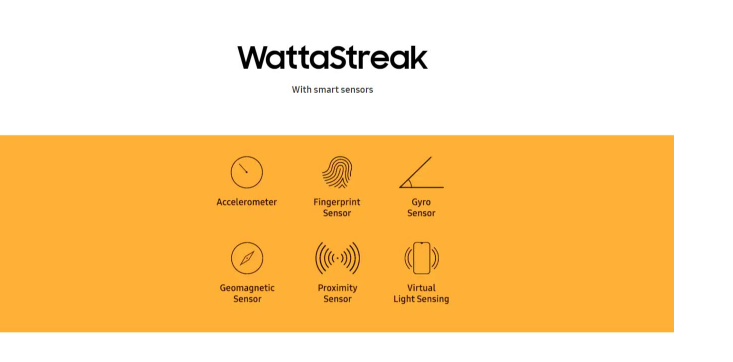 WattaStreak
With smart sensors
Accelerometer
Fingerprint
Sensor
Gyro
Sensor
Geomagnetic
Sensor
Proximity
Sensor
Virtual
Light Sensing